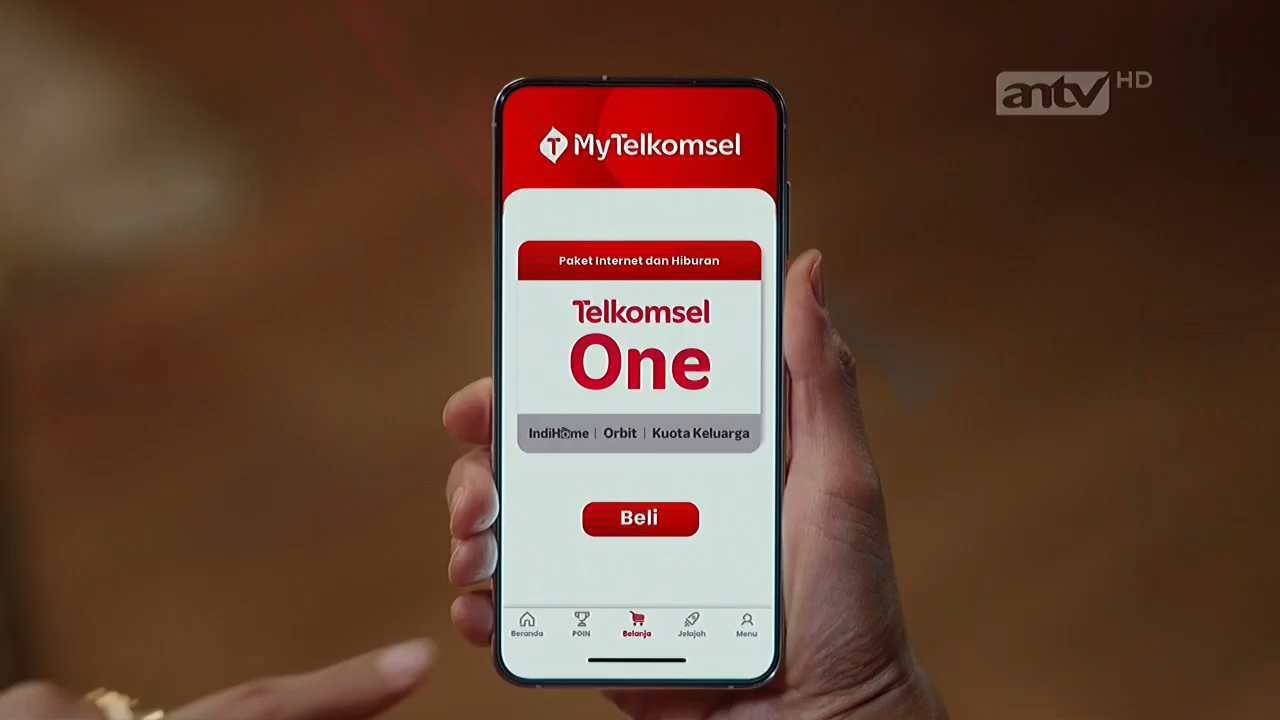 antv HD
MyTelkomsel
Paket Internet dan Hiburan
Telkomsel
One
IndiHome | Orbit | Kuota Keluarga
Beli
Beranda POIN Belanja Jelajah Menu